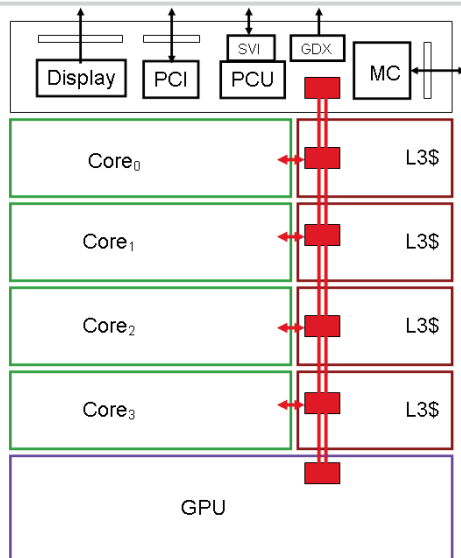 SVI GDX
Display PCI PCU MC
Core₀ L3$
Core₁ L3$
Core₂ L3$
Core₃ L3$
GPU